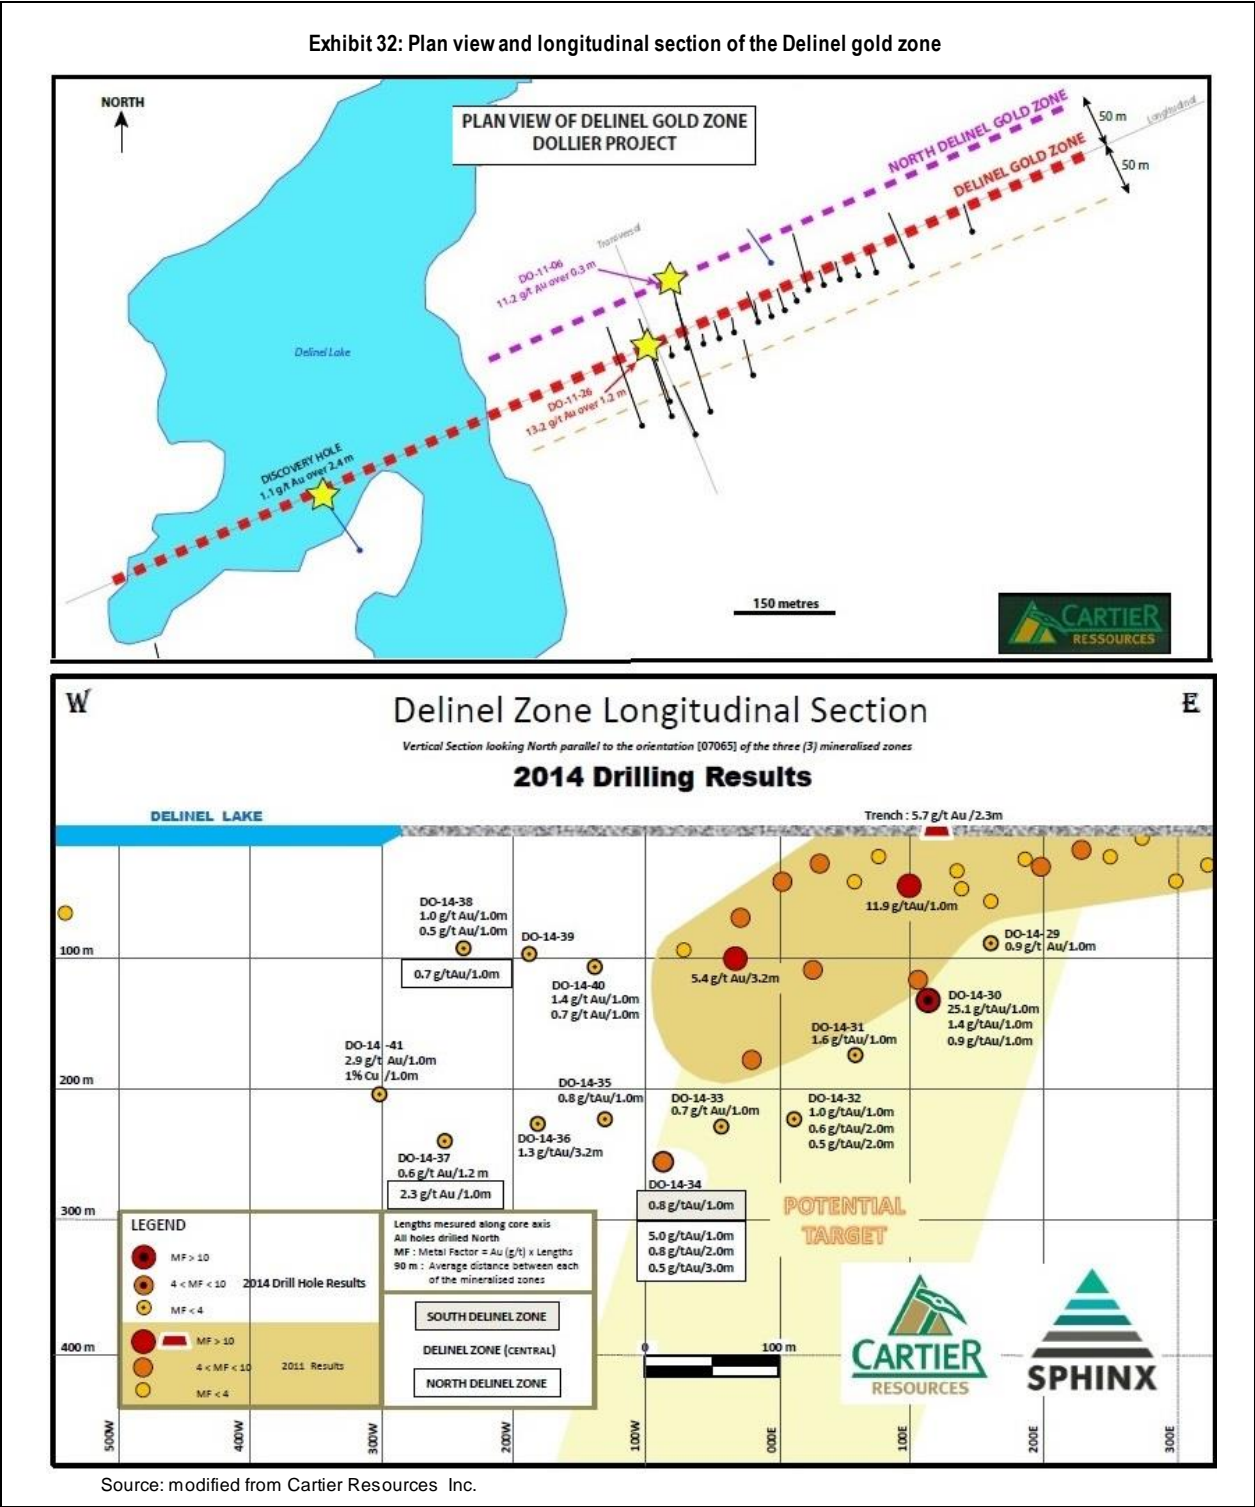 Exhibit 32: Plan view and longitudinal section of the Delinel gold zone
NORTH
PLAN VIEW OF DELINEL GOLD ZONE
DOLLIER PROJECT
NORTH DELINEL GOLD ZONE
DELINEL GOLD ZONE
50 m
50 m
Longitudinal
Transversal
DO-11-06
11.2 g/t Au over 0.3 m
DO-11-26
13.2 g/t Au over 1.2 m
Delinel Lake
DISCOVERY HOLE
1.1 g/t Au over 2.4 m
150 metres
CARTIER
RESSOURCES
W
E
Delinel Zone Longitudinal Section
Vertical Section looking North parallel to the orientation [07065] of the three (3) mineralised zones
2014 Drilling Results
DELINEL LAKE
Trench : 5.7 g/t Au /2.3m
11.9 g/tAu/1.0m
DO-14-38
1.0 g/t Au/1.0m
0.5 g/t Au/1.0m
DO-14-39
DO-14-29
0.9 g/t Au/1.0m
100 m
0.7 g/tAu/1.0m
5.4 g/t Au/3.2m
DO-14-40
1.4 g/t Au/1.0m
0.7 g/t Au/1.0m
DO-14-30
25.1 g/tAu/1.0m
1.4 g/tAu/1.0m
0.9 g/tAu/1.0m
DO-14-31
1.6 g/tAu/1.0m
DO-14 -41
2.9 g/t Au/1.0m
1% Cu /1.0m
200 m
DO-14-35
0.8 g/tAu/1.0m
DO-14-33
0.7 g/t Au/1.0m
DO-14-32
1.0 g/tAu/1.0m
0.6 g/tAu/2.0m
0.5 g/tAu/2.0m
DO-14-36
1.3 g/tAu/3.2m
DO-14-37
0.6 g/t Au/1.2 m
2.3 g/t Au /1.0m
DO-14-34
0.8 g/tAu/1.0m
5.0 g/tAu/1.0m
0.8 g/tAu/2.0m
0.5 g/tAu/3.0m
POTENTIAL
TARGET
300 m
LEGEND
MF > 10
4 < MF < 10
2014 Drill Hole Results
MF < 4
MF > 10
4 < MF < 10
2011 Results
MF < 4
Lengths mesured along core axis
All holes drilled North
MF : Metal Factor = Au (g/t) x Lengths
90 m : Average distance between each
of the mineralised zones
SOUTH DELINEL ZONE
DELINEL ZONE (CENTRAL)
NORTH DELINEL ZONE
400 m
0
100 m
CARTIER
RESOURCES
SPHINX
500W
400W
300W
200W
100W
000E
100E
200E
300E
Source: modified from Cartier Resources Inc.